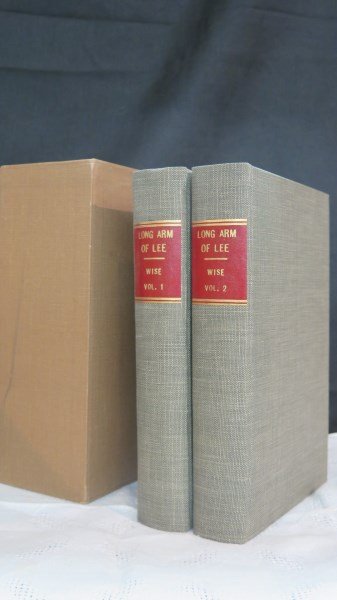 LONG ARM
OF LEE
WISE
VOL. 1
LONG ARM
OF LEE
WISE
VOL. 2